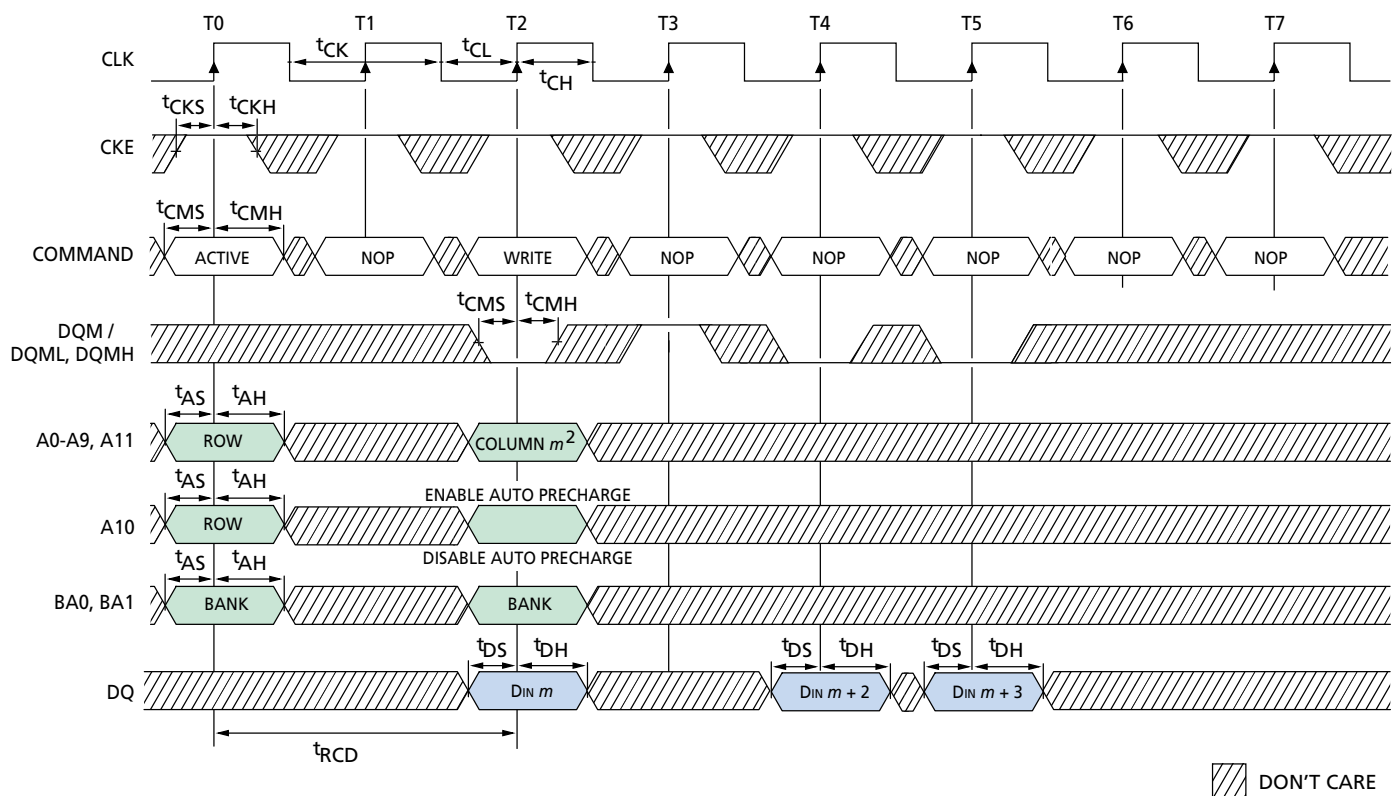 T0 T1 T2 T3 T4 T5 T6 T7
CLK
tCK tCL
tCH
tCKS tCKH
CKE
tCMS tCMH
COMMAND ACTIVE NOP WRITE NOP NOP NOP NOP NOP
tCMS tCMH
DQM /
DQML, DQMH
tAS tAH
A0-A9, A11 ROW COLUMN m²
tAS tAH ENABLE AUTO PRECHARGE
A10 ROW
tAS tAH DISABLE AUTO PRECHARGE
BA0, BA1 BANK BANK
tDS tDH tDS tDH tDS tDH
DQ DIN m DIN m + 2 DIN m + 3
tRCD
DON'T CARE